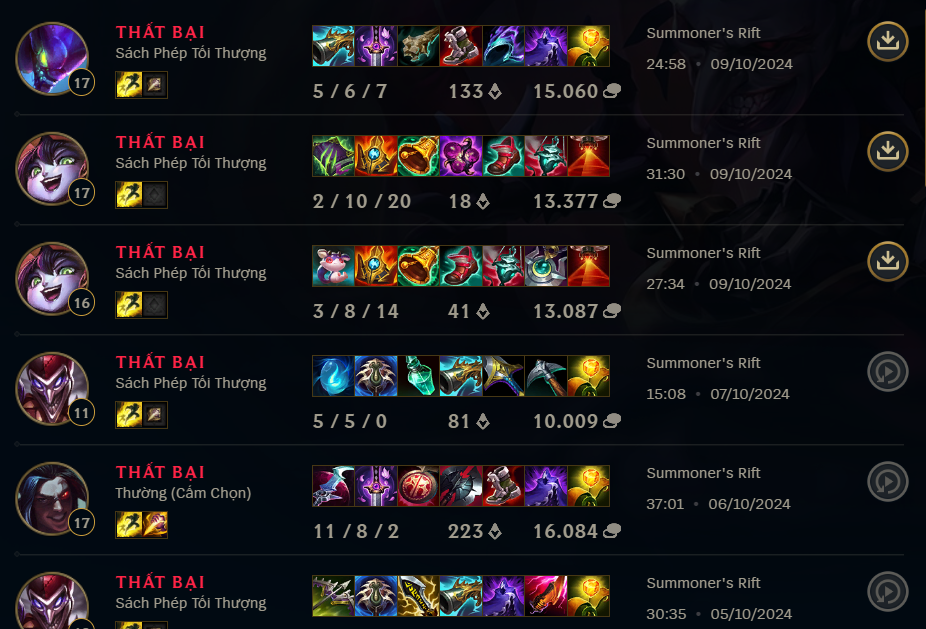 THẤT BẠI
Sách Phép Tối Thượng
17
5 / 6 / 7 133 15.060
Summoner's Rift
24:58 • 09/10/2024
THẤT BẠI
Sách Phép Tối Thượng
17
2 / 10 / 20 18 13.377
Summoner's Rift
31:30 • 09/10/2024
THẤT BẠI
Sách Phép Tối Thượng
16
3 / 8 / 14 41 13.087
Summoner's Rift
27:34 • 09/10/2024
THẤT BẠI
Sách Phép Tối Thượng
11
5 / 5 / 0 81 10.009
Summoner's Rift
15:08 • 07/10/2024
THẤT BẠI
Thường (Cấm Chọn)
17
11 / 8 / 2 223 16.084
Summoner's Rift
37:01 • 06/10/2024
THẤT BẠI
Sách Phép Tối Thượng
Summoner's Rift
30:35 • 05/10/2024